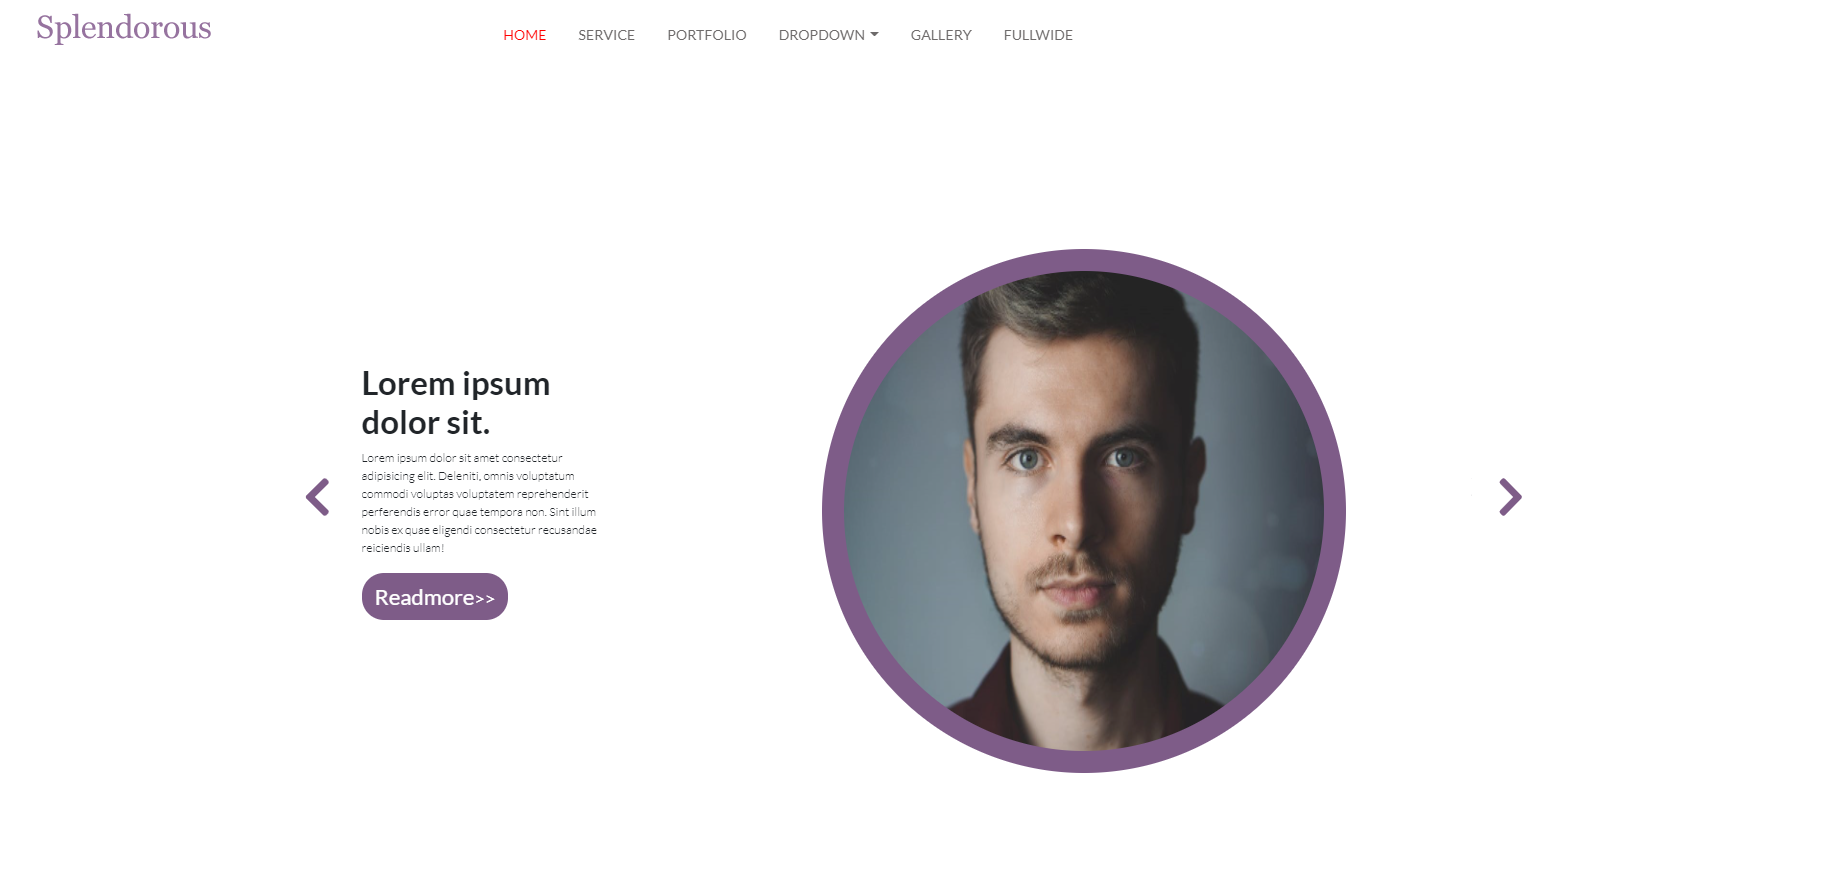 Splendorous
HOME SERVICE PORTFOLIO DROPDOWN GALLERY FULLWIDE
Lorem ipsum
dolor sit.
Lorem ipsum dolor sit amet consectetur
adipisicing elit. Deleniti, omnis voluptatum
commodi voluptas voluptatem reprehenderit
perferendis error quae tempora non. Sint illum
nobis ex quae eligendi consectetur recusandae
reiciendis ullam!
Readmore>>